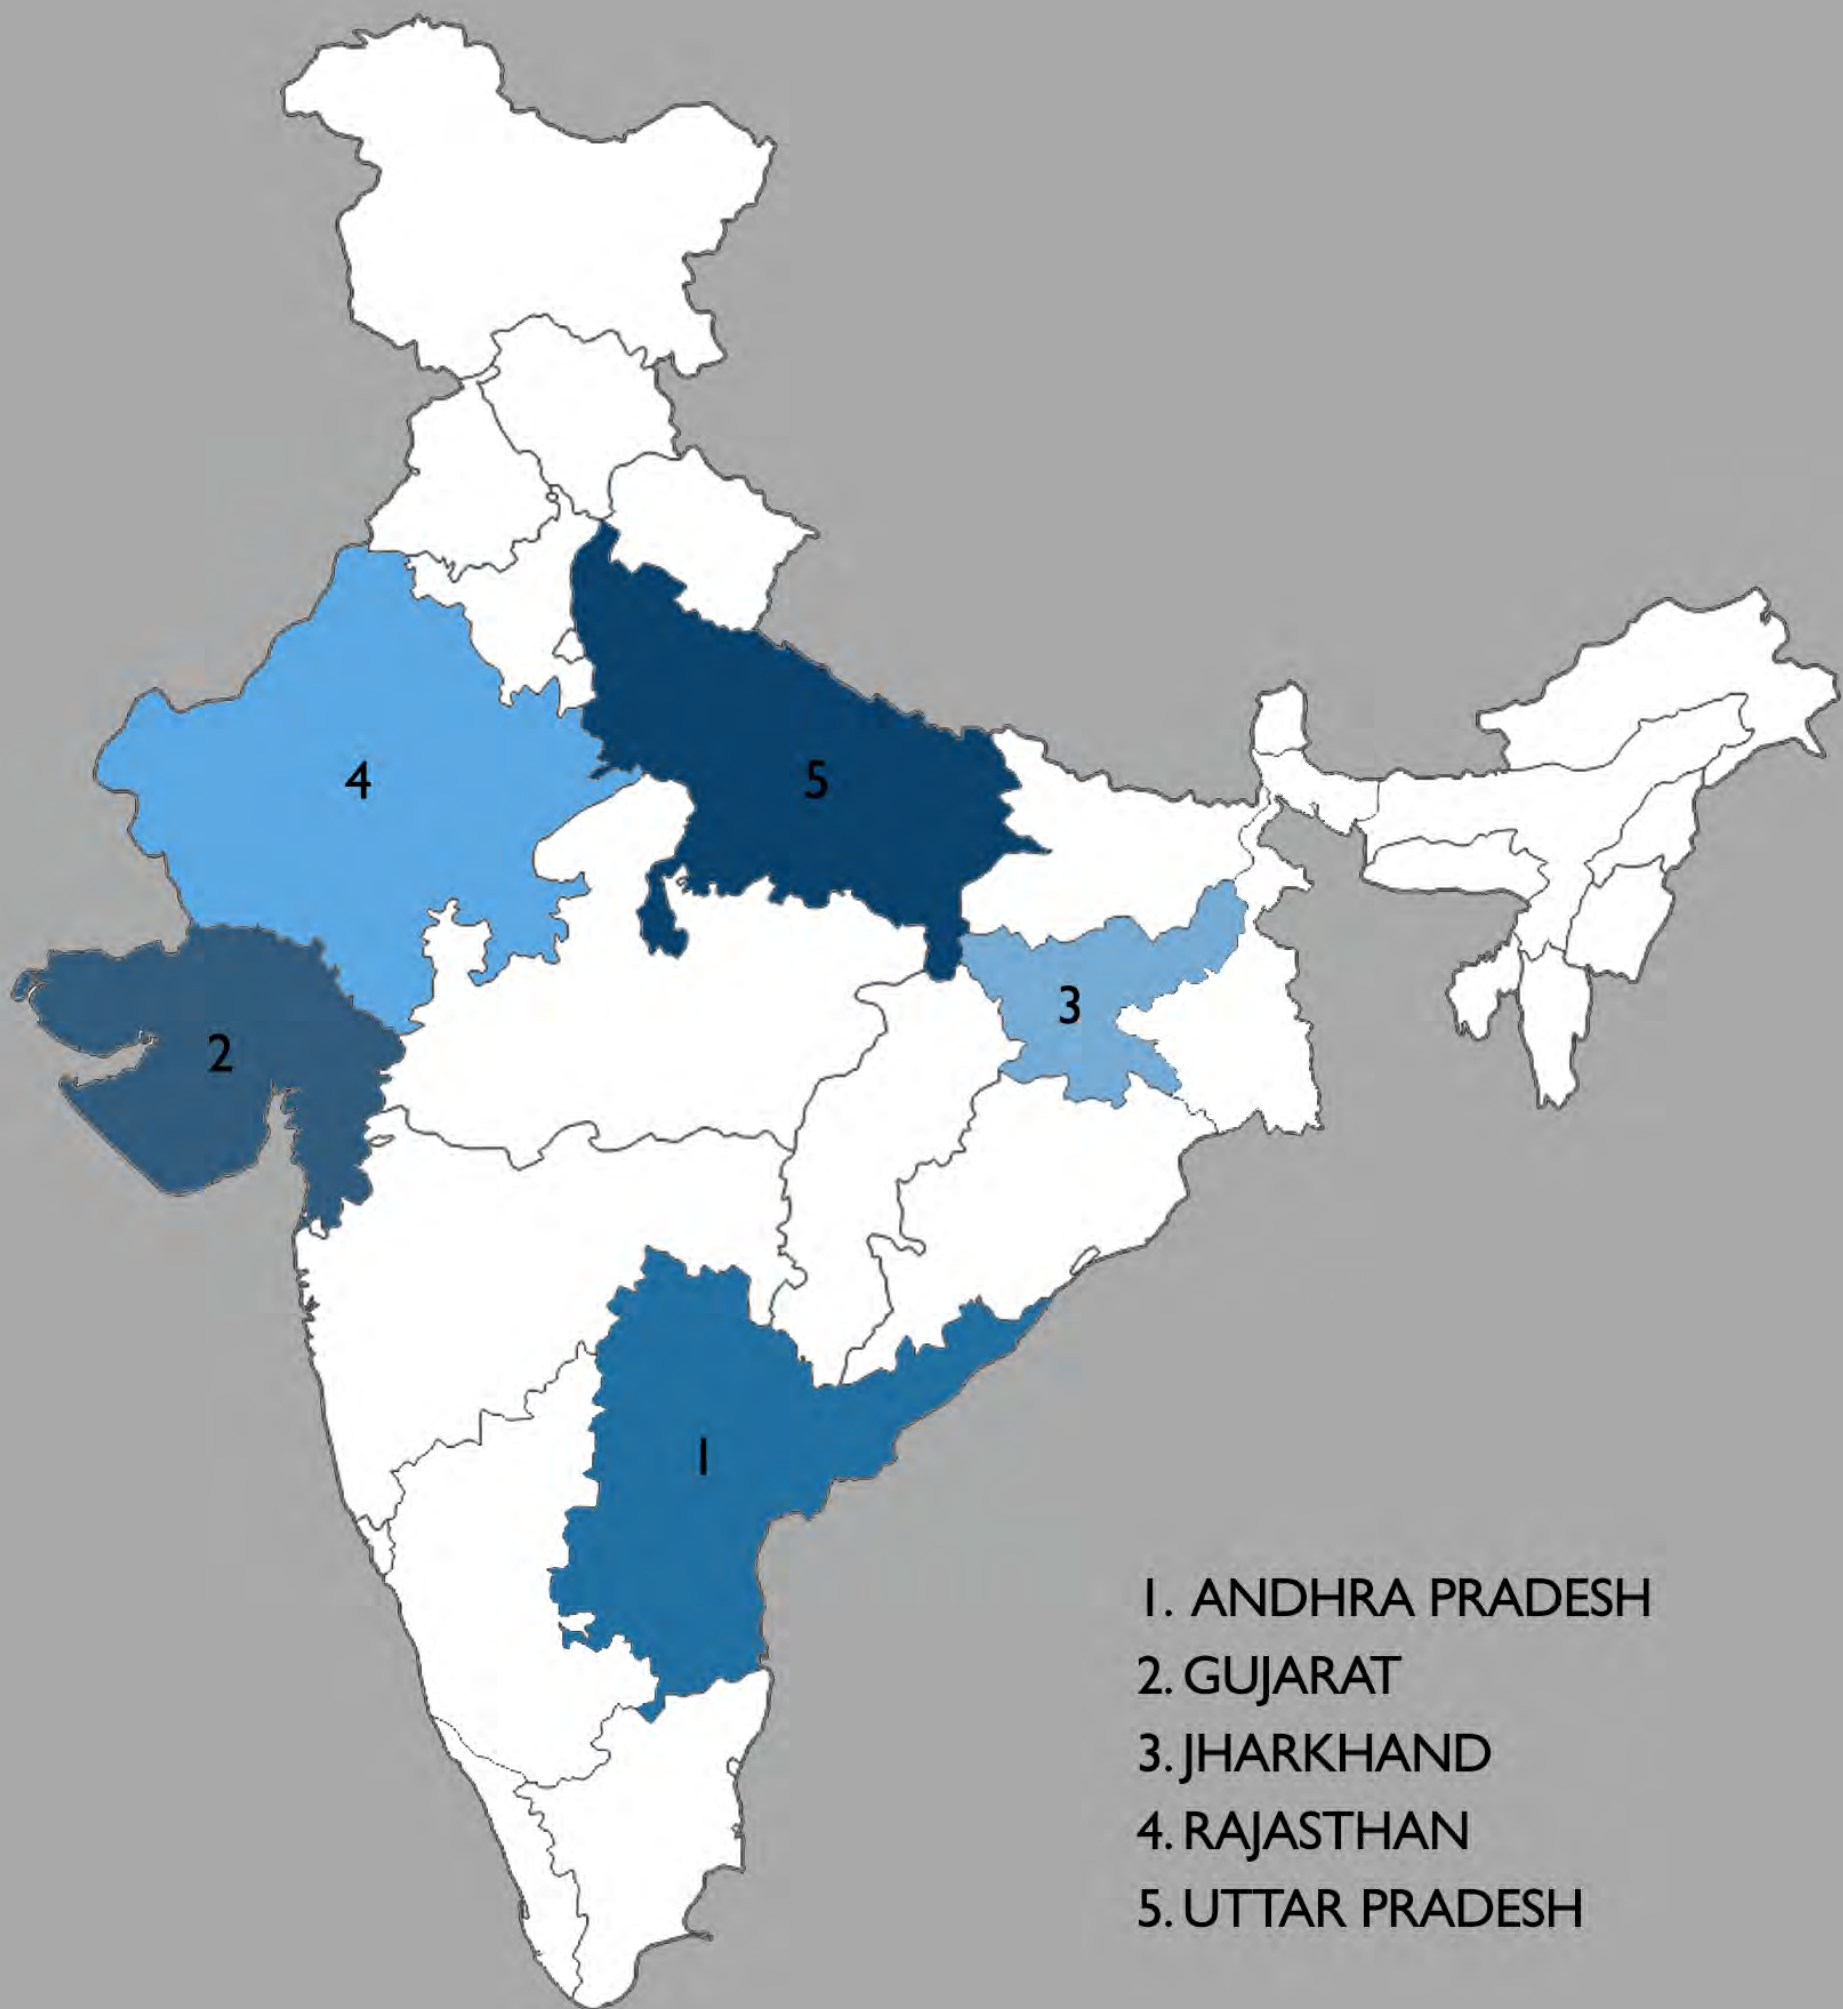 4
5
3
2
1
1. ANDHRA PRADESH
2. GUJARAT
3. JHARKHAND
4. RAJASTHAN
5. UTTAR PRADESH